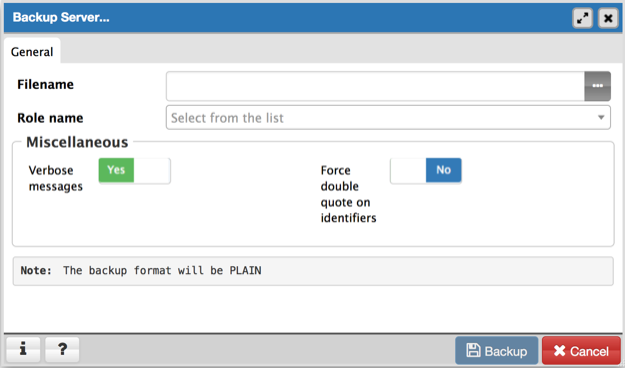 Backup Server...
General
Filename
Role name
Select from the list
Miscellaneous
Verbose
messages
Yes
Force
double
quote on
identifiers
No
Note: The backup format will be PLAIN
i
?
Backup
Cancel